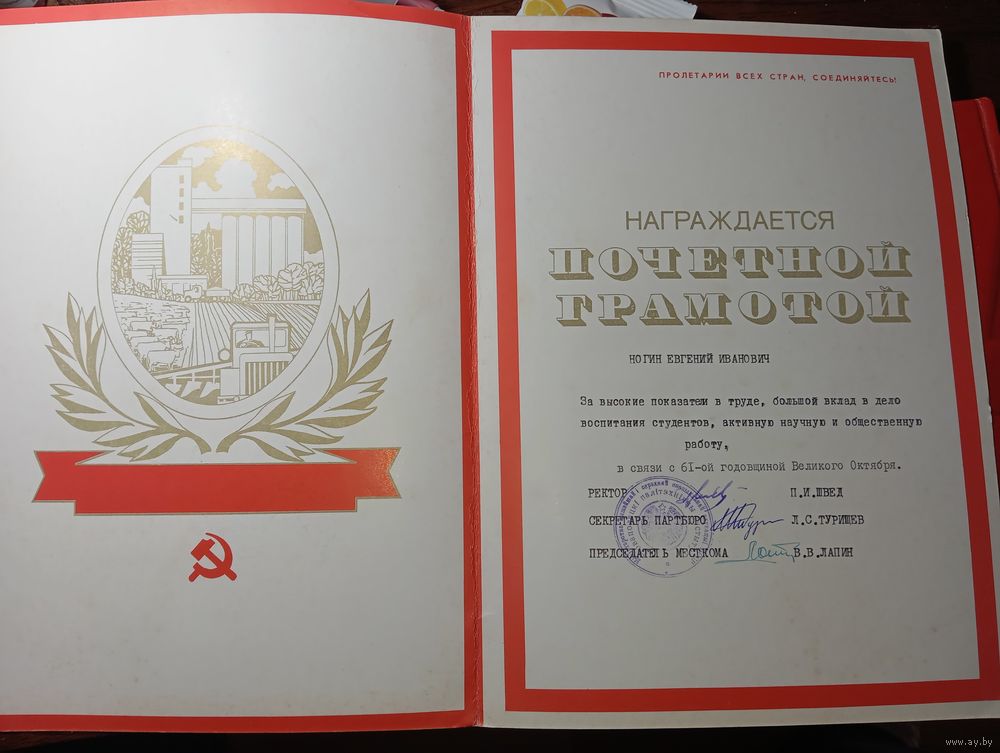 ПРОЛЕТАРИИ ВСЕХ СТРАН, СОЕДИНЯЙТЕСЬ!
НАГРАЖДАЕТСЯ
ПОЧЕТНОЙ
ГРАМОТОЙ
НОГИН ЕВГЕНИЙ ИВАНОВИЧ
За высокие показатели в труде, большой вклад в дело
воспитания студентов, активную научную и общественную
работу,
в связи с 61-ой годовщиной Великого Октября.
РЕКТОР П.И.ШВЕД
СЕКРЕТАРЬ ПАРТБЮРО Л.С.ТУРИЩЕВ
ПРЕДСЕДАТЕЛЬ МЕСТКОМА В.В.ЛАПИН
www.ay.by